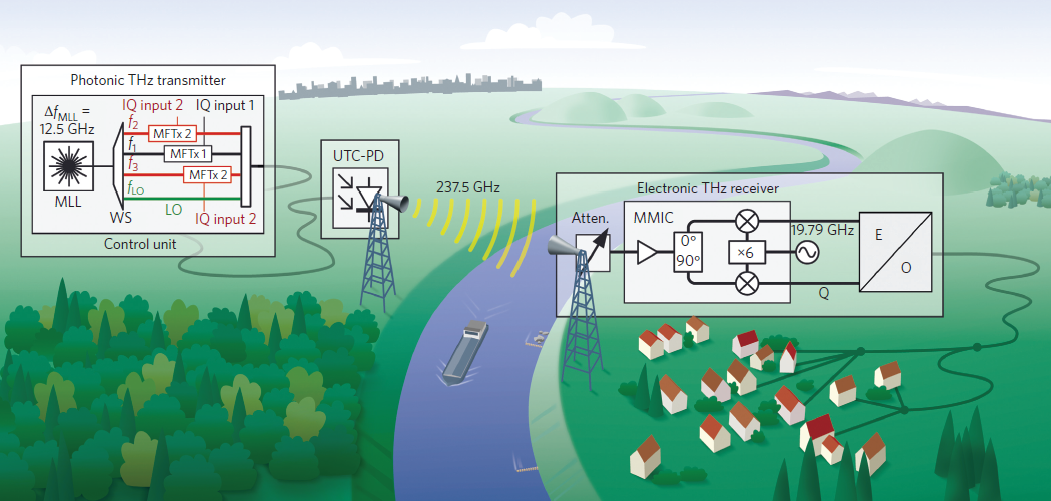 Photonic THz transmitter
IQ input 2
IQ input 1
ΔfMLL =
12.5 GHz
f2
MFTx 2
f1
MFTx 1
f3
MFTx 2
fLO
LO
MLL
WS
IQ input 2
Control unit
UTC-PD
237.5 GHz
Electronic THz receiver
Atten.
MMIC
0°
90°
×6
19.79 GHz
Q
E
O